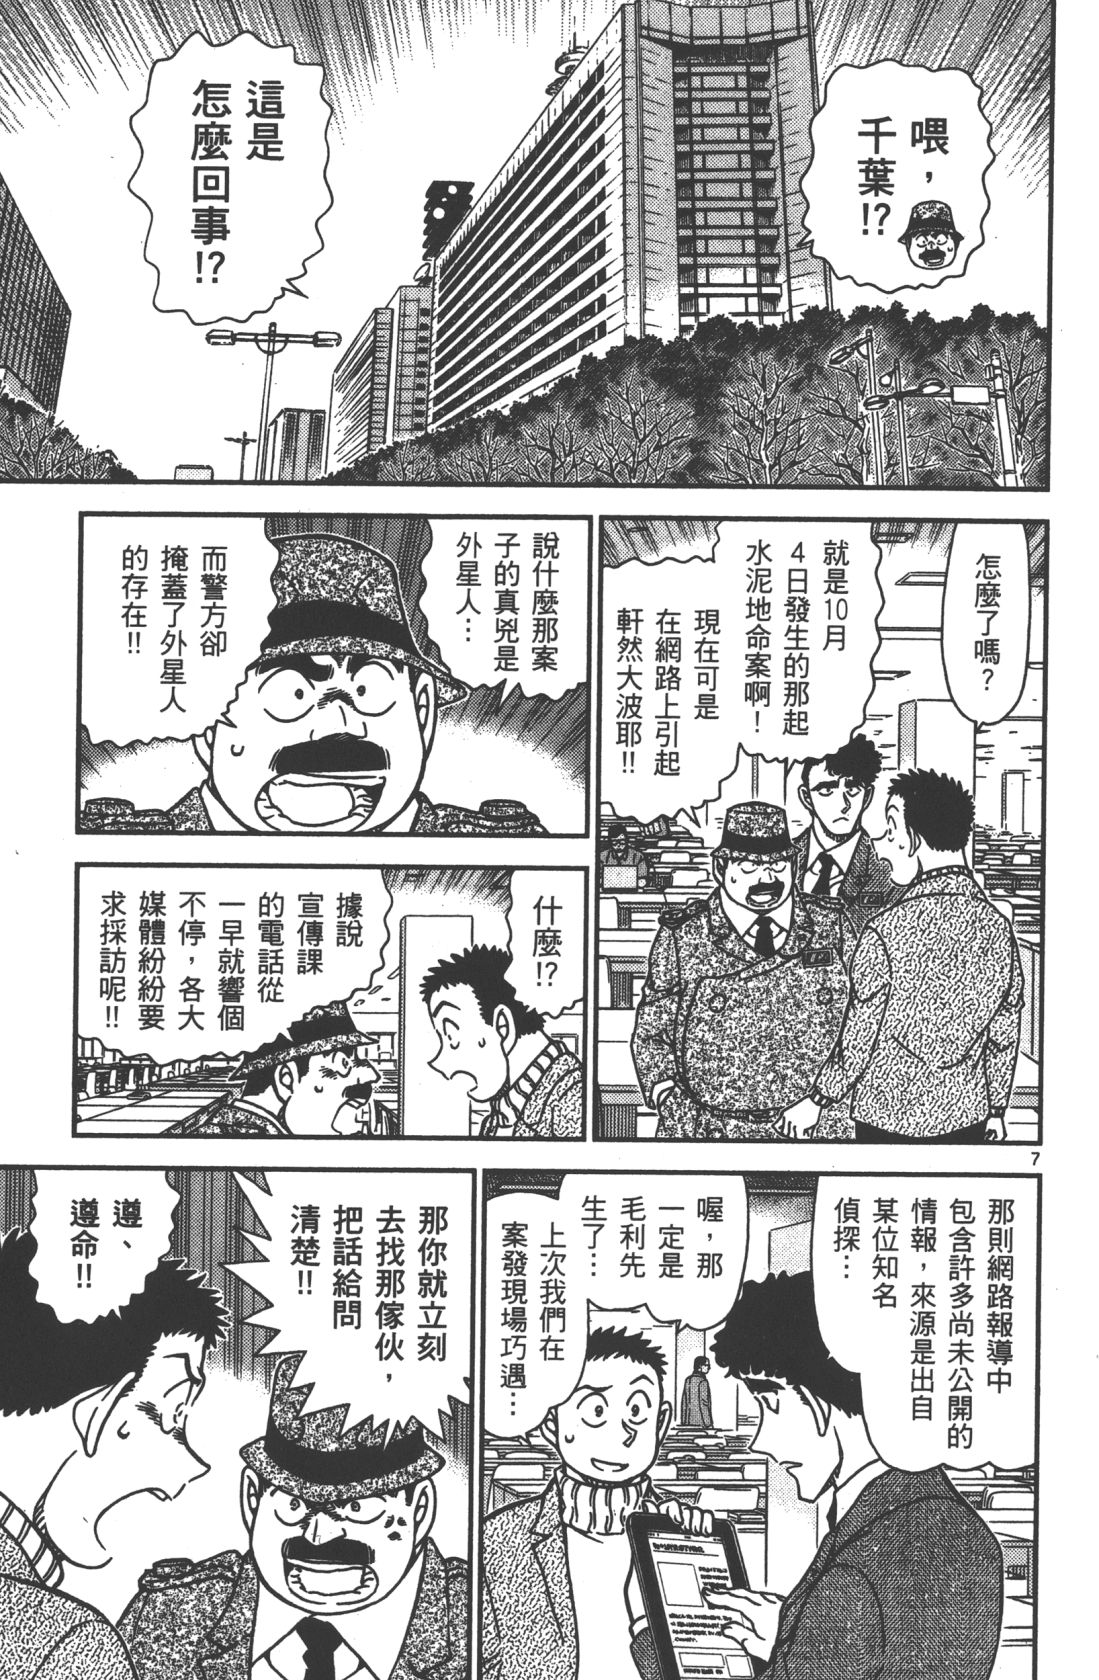 喂，
千葉!?
這是
怎麼回事!?
怎麼了嗎？
就是10月
4日發生的那起
水泥地命案啊！
現在可是
在網路上引起
軒然大波耶!!
說什麼那案
子的真兇是
外星人…
而警方卻
掩蓋了外星人
的存在!!
什麼!?
據說
宣傳課
的電話從
一早就響個
不停，各大
媒體紛紛要
求採訪呢!!
7
那則網路報導中
包含許多尚未公開的
情報，來源是出自
某位知名
偵探…
喔，那
一定是
毛利先
生了…
上次我們在
案發現場巧遇…
那你就立刻
去找那傢伙，
把話給問
清楚!!
遵、
遵命!!